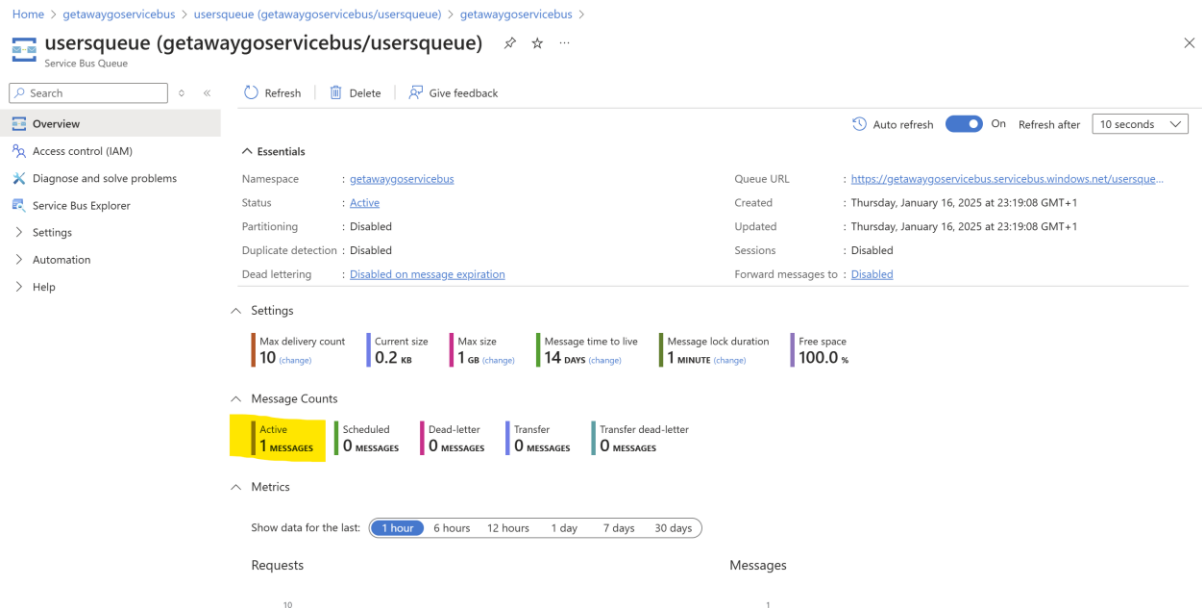 Home > getawaygoservicebus > usersqueue (getawaygoservicebus/usersqueue) > getawaygoservicebus >
usersqueue (getawaygoservicebus/usersqueue)
Service Bus Queue
Search
Refresh
Delete
Give feedback
Overview
Access control (IAM)
Diagnose and solve problems
Service Bus Explorer
Settings
Automation
Help
Auto refresh On Refresh after 10 seconds
Essentials
Namespace : getawaygoservicebus
Status : Active
Partitioning : Disabled
Duplicate detection : Disabled
Dead lettering : Disabled on message expiration
Queue URL : https://getawaygoservicebus.servicebus.windows.net/usersque...
Created : Thursday, January 16, 2025 at 23:19:08 GMT+1
Updated : Thursday, January 16, 2025 at 23:19:08 GMT+1
Sessions : Disabled
Forward messages to : Disabled
Settings
Max delivery count
10 (change)
Current size
0.2 KB
Max size
1 GB (change)
Message time to live
14 DAYS (change)
Message lock duration
1 MINUTE (change)
Free space
100.0 %
Message Counts
Active
1 MESSAGES
Scheduled
0 MESSAGES
Dead-letter
0 MESSAGES
Transfer
0 MESSAGES
Transfer dead-letter
0 MESSAGES
Metrics
Show data for the last: 1 hour 6 hours 12 hours 1 day 7 days 30 days
Requests
10
Messages
1